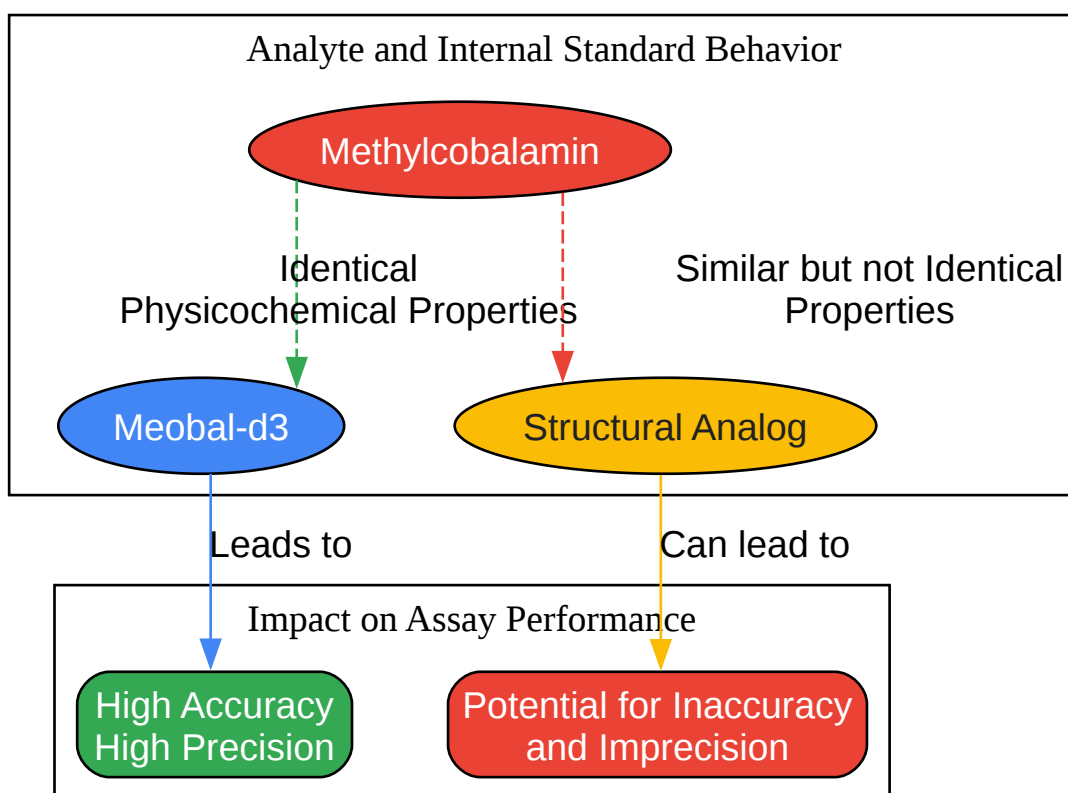 Analyte and Internal Standard Behavior
Methylcobalamin
Identical
Physicochemical Properties
Similar but not Identical
Properties
Meobal-d3
Structural Analog
Leads to
Can lead to
Impact on Assay Performance
High Accuracy
High Precision
Potential for Inaccuracy
and Imprecision